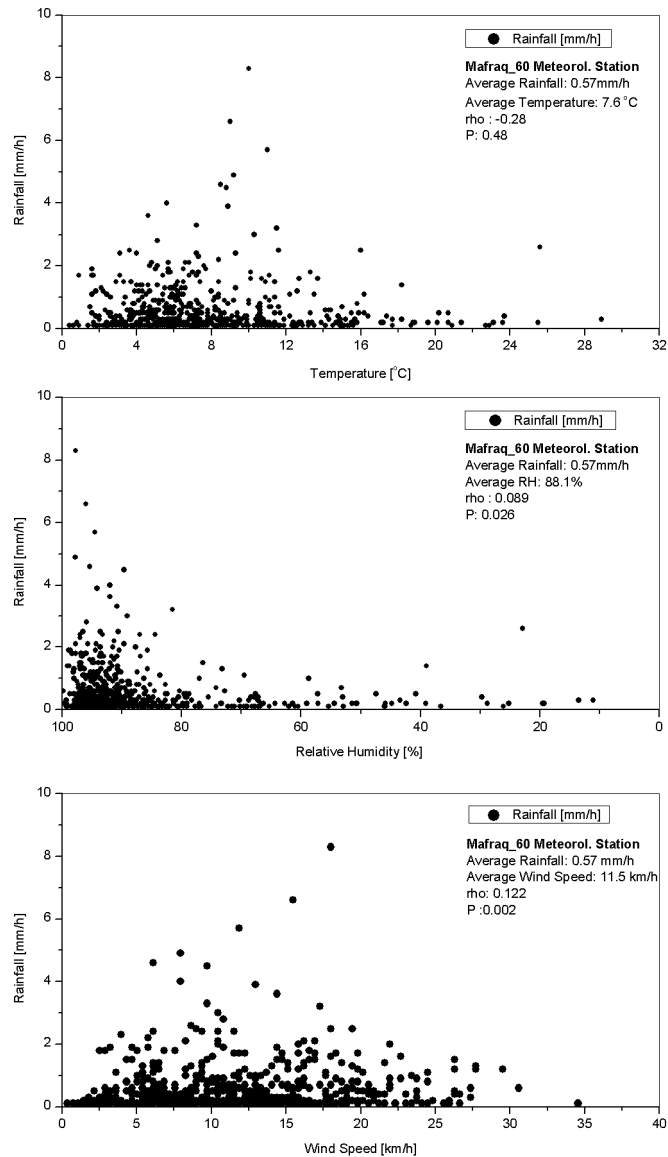 10
8
6
4
2
0
Rainfall [mm/h]
Rainfall [mm/h]
Mafraq_60 Meteorol. Station
Average Rainfall: 0.57mm/h
Average Temperature: 7.6 °C
rho : -0.28
P: 0.48
0 4 8 12 16 20 24 28 32
Temperature [°C]
10
8
6
4
2
0
Rainfall [mm/h]
Rainfall [mm/h]
Mafraq_60 Meteorol. Station
Average Rainfall: 0.57mm/h
Average RH: 88.1%
rho : 0.089
P: 0.026
100 80 60 40 20 0
Relative Humidity [%]
10
8
6
4
2
0
Rainfall [mm/h]
Rainfall [mm/h]
Mafraq_60 Meteorol. Station
Average Rainfall: 0.57 mm/h
Average Wind Speed: 11.5 km/h
rho: 0.122
P :0.002
0 5 10 15 20 25 30 35 40
Wind Speed [km/h]